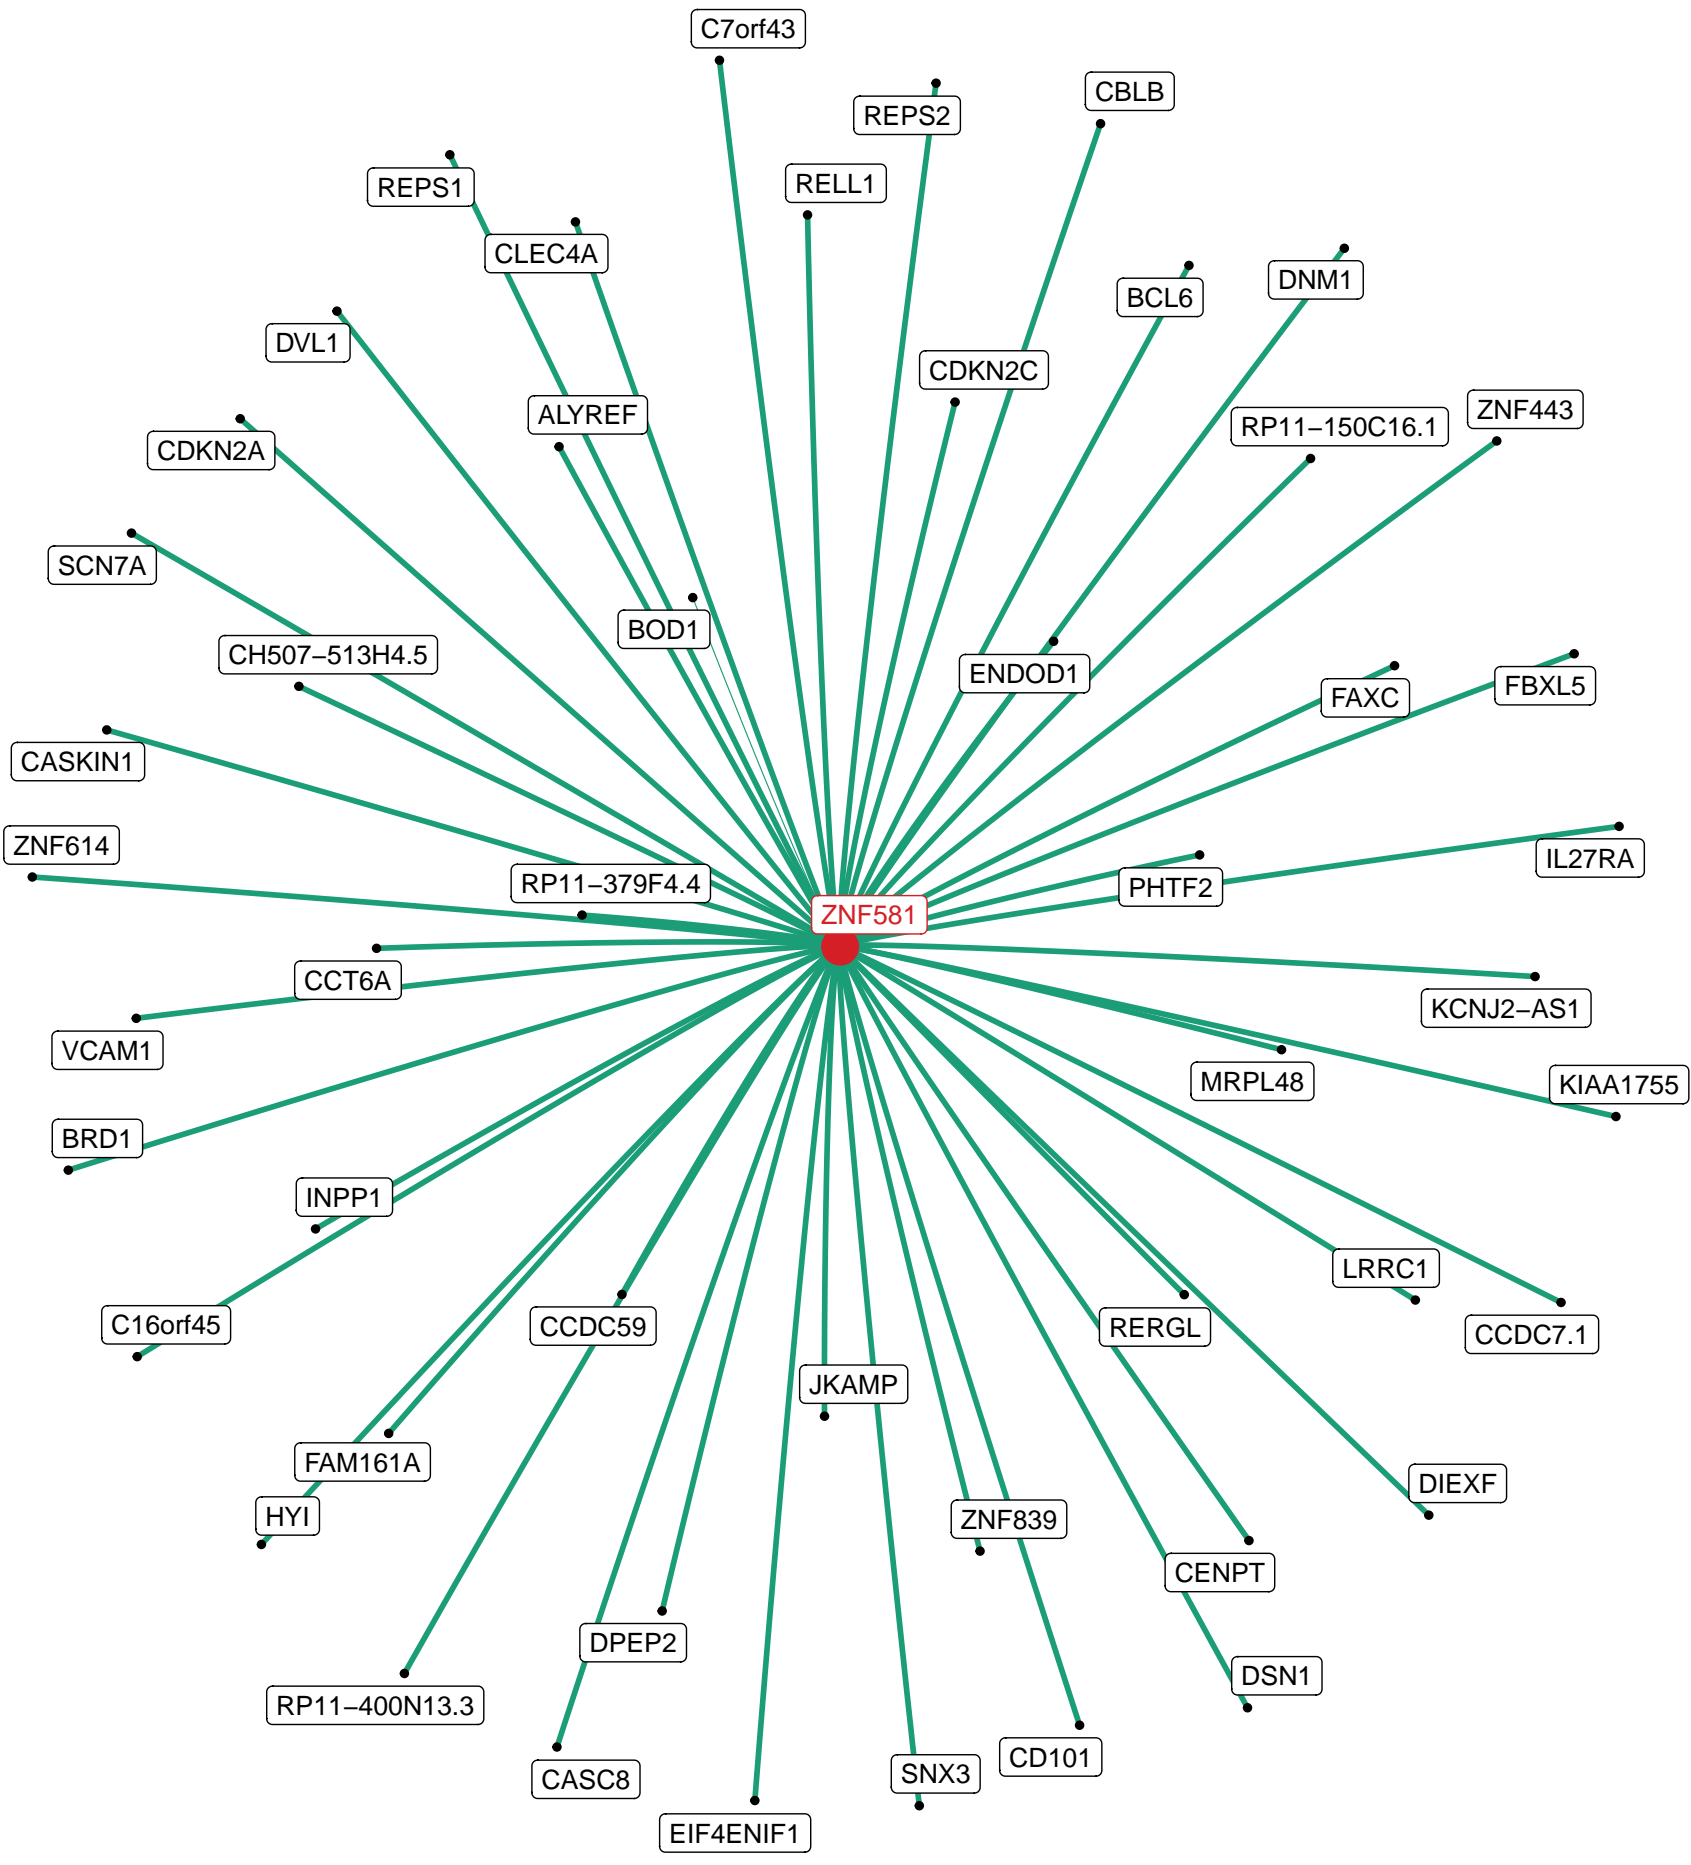 C7orf43
CBLB
REPS2
RELL1
REPS1
CLEC4A
DNM1
BCL6
DVL1
CDKN2C
ZNF443
ALYREF
RP11−150C16.1
CDKN2A
SCN7A
BOD1
CH507−513H4.5
ENDOD1
FBXL5
FAXC
CASKIN1
ZNF614
IL27RA
RP11−379F4.4
PHTF2
ZNF581
CCT6A
KCNJ2−AS1
VCAM1
MRPL48
KIAA1755
BRD1
INPP1
LRRC1
C16orf45
CCDC59
RERGL
CCDC7.1
JKAMP
FAM161A
DIEXF
HYI
ZNF839
CENPT
DPEP2
DSN1
RP11−400N13.3
CD101
SNX3
CASC8
EIF4ENIF1